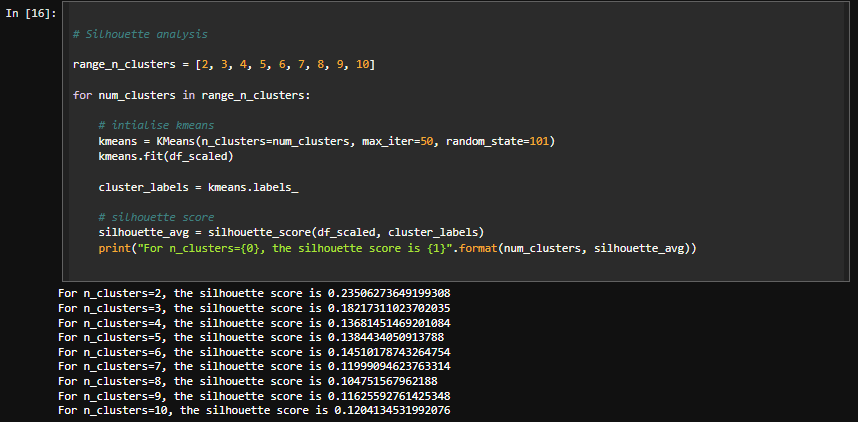 In [16]:
# Silhouette analysis
range_n_clusters = [2, 3, 4, 5, 6, 7, 8, 9, 10]
for num_clusters in range_n_clusters:
# intialise kmeans
kmeans = KMeans(n_clusters=num_clusters, max_iter=50, random_state=101)
kmeans.fit(df_scaled)
cluster_labels = kmeans.labels_
# silhouette score
silhouette_avg = silhouette_score(df_scaled, cluster_labels)
print("For n_clusters={0}, the silhouette score is {1}".format(num_clusters, silhouette_avg))
For n_clusters=2, the silhouette score is 0.23506273649199308
For n_clusters=3, the silhouette score is 0.18217311023702035
For n_clusters=4, the silhouette score is 0.13681451469201084
For n_clusters=5, the silhouette score is 0.1384434050913788
For n_clusters=6, the silhouette score is 0.14510178743264754
For n_clusters=7, the silhouette score is 0.11999094623763314
For n_clusters=8, the silhouette score is 0.104751567962188
For n_clusters=9, the silhouette score is 0.11625592761425348
For n_clusters=10, the silhouette score is 0.1204134531992076